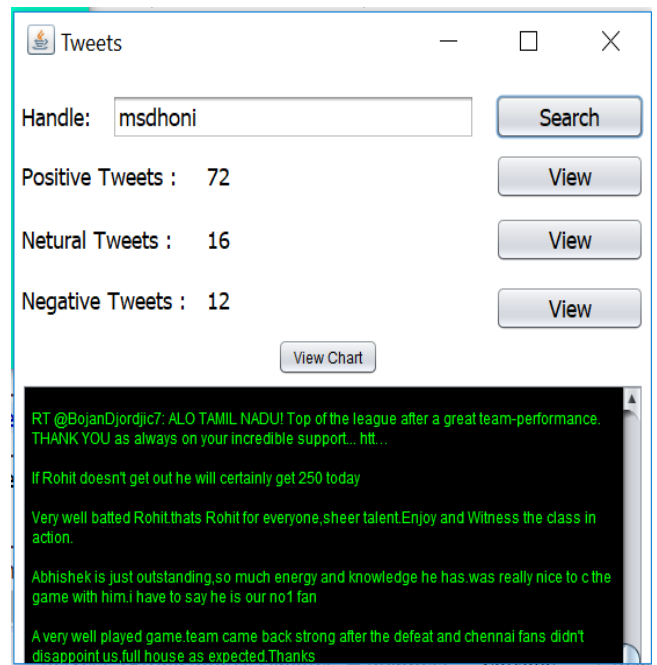 Tweets
Handle: msdhoni Search
Positive Tweets : 72 View
Netural Tweets : 16 View
Negative Tweets : 12 View
View Chart
RT @BojanDjordjic7: ALO TAMIL NADU! Top of the league after a great team-performance.
THANK YOU as always on your incredible support... htt…
If Rohit doesn't get out he will certainly get 250 today
Very well batted Rohit.thats Rohit for everyone,sheer talent.Enjoy and Witness the class in
action.
Abhishek is just outstanding,so much energy and knowledge he has.was really nice to c the
game with him.i have to say he is our no1 fan
A very well played game.team came back strong after the defeat and chennai fans didn't
disappoint us,full house as expected.Thanks